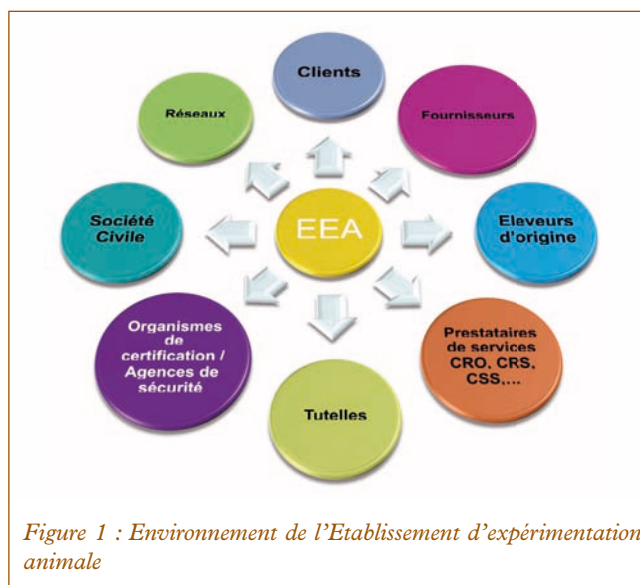 Clients
Réseaux
Fournisseurs
Société
Civile
EEA
Eleveurs
d'origine
Organismes
de
certification /
Agences de
sécurité
Prestataires
de services
CRO, CRS,
CSS,...
Tutelles
Figure 1 : Environnement de l'Etablissement d'expérimentation
animale